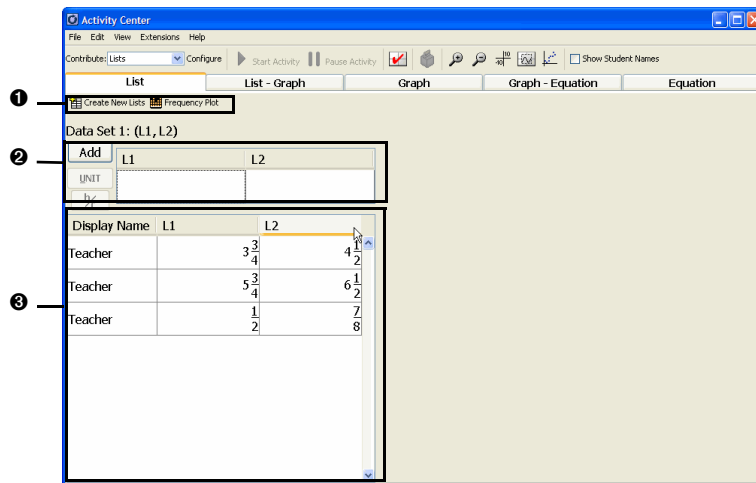 Activity Center
File Edit View Extensions Help
Contribute: Lists Configure Start Activity Pause Activity Show Student Names
List List - Graph Graph Graph - Equation Equation
❶ Create New Lists Frequency Plot
Data Set 1: (L1, L2)
❷ Add L1 L2
UNIT
Display Name L1 L2
Teacher 3 3/4 4 1/2
❸ Teacher 5 3/4 6 1/2
Teacher 1/2 7/8